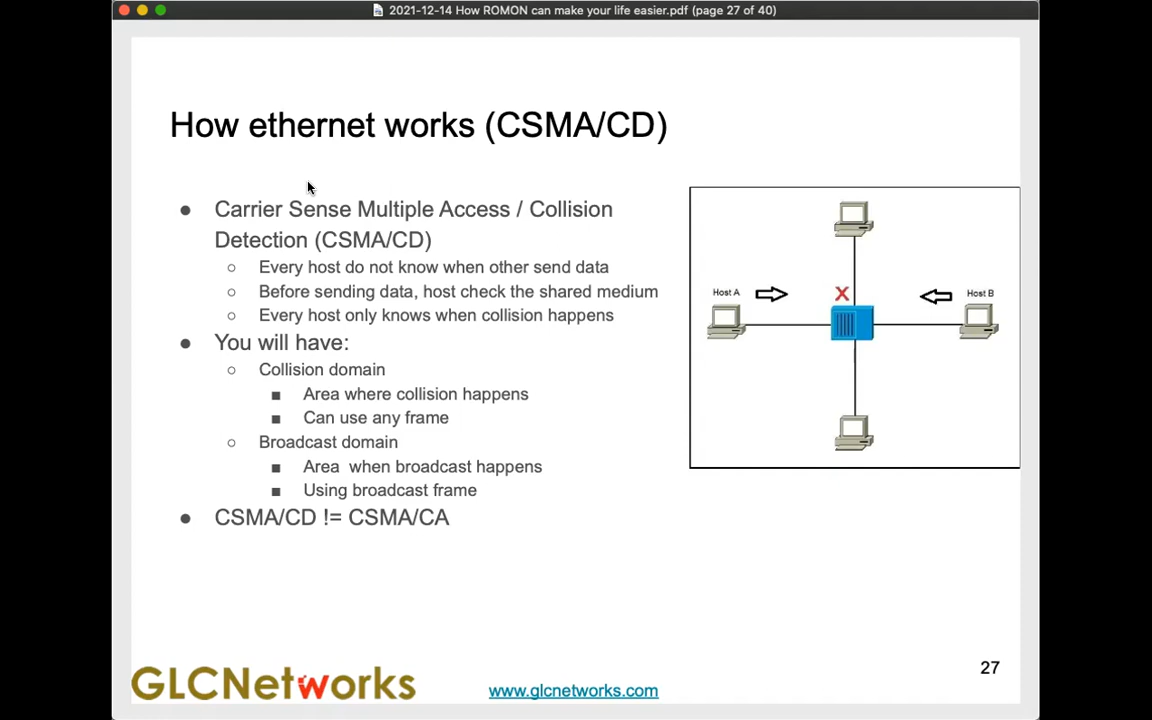 2021-12-14 How ROMON can make your life easier.pdf (page 27 of 40)
How ethernet works (CSMA/CD)
● Carrier Sense Multiple Access / Collision
Detection (CSMA/CD)
○ Every host do not know when other send data
○ Before sending data, host check the shared medium
○ Every host only knows when collision happens
● You will have:
○ Collision domain
■ Area where collision happens
■ Can use any frame
○ Broadcast domain
■ Area when broadcast happens
■ Using broadcast frame
● CSMA/CD != CSMA/CA
Host A
X
Host B
GLCNetworks
www.glcnetworks.com
27